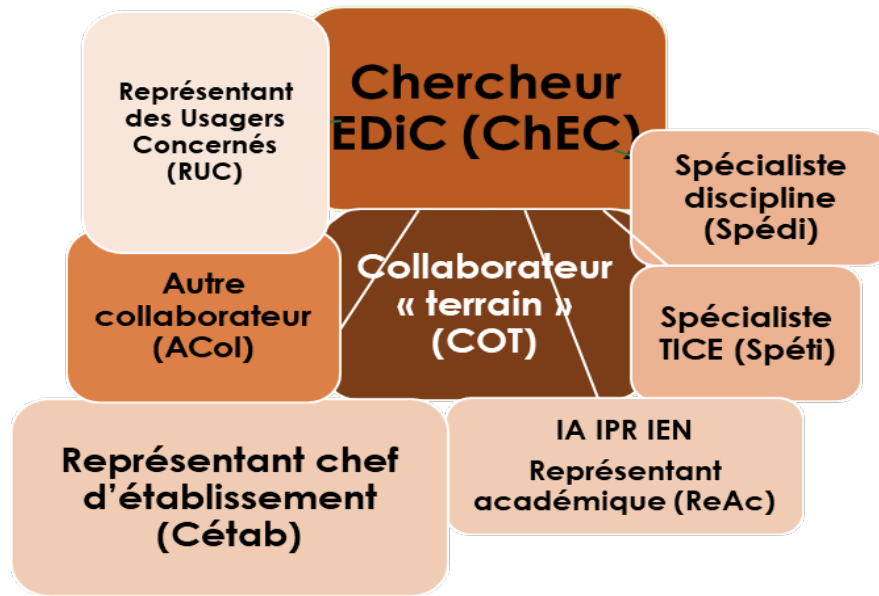 Représentant
des Usagers
Concernés
(RUC)
Chercheur
EDiC (ChEC)
Spécialiste
discipline
(Spédi)
Autre
collaborateur
(ACol)
Collaborateur
« terrain »
(COT)
Spécialiste
TICE (Spéti)
Représentant chef
d’établissement
(Cétab)
IA IPR IEN
Représentant
académique (ReAc)